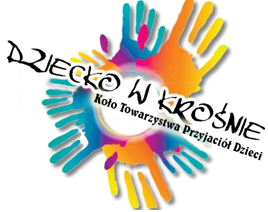 DZIECKO W KROŚNIE
Koło Towarzystwa Przyjaciół Dzieci